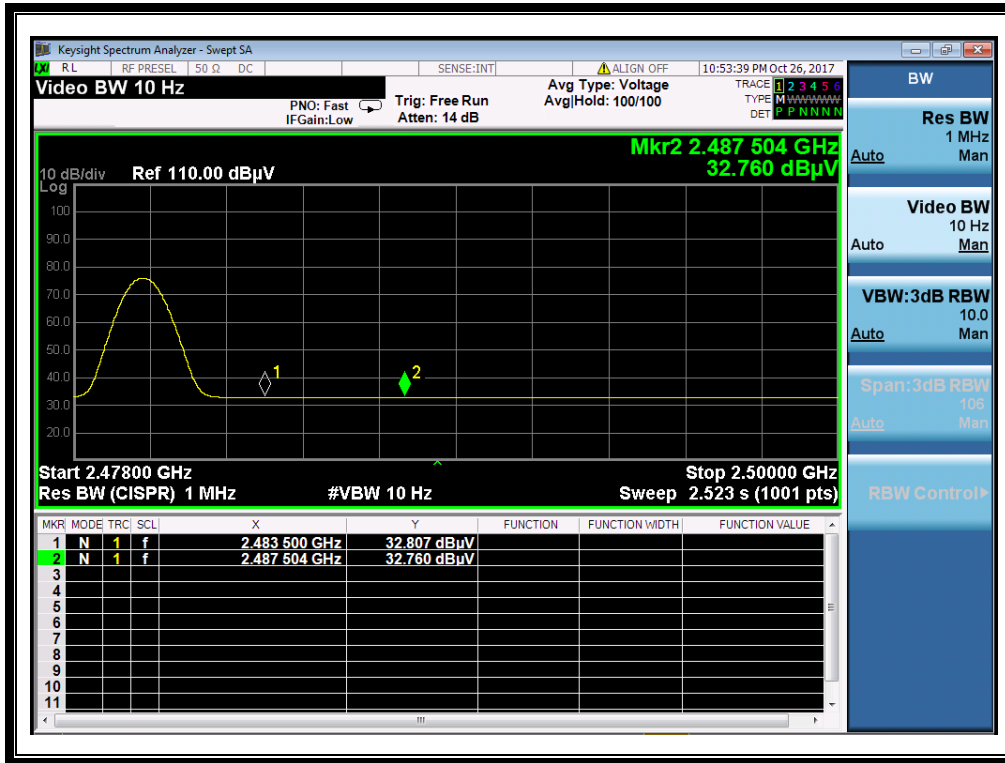 Keysight Spectrum Analyzer - Swept SA
LXI RL RF PRESEL 50 Ω DC SENSE:INT ALIGN OFF 10:53:39 PM Oct 26, 2017
Video BW 10 Hz
PNO: Fast
IFGain:Low
Trig: Free Run
Atten: 14 dB
Avg Type: Voltage
Avg|Hold: 100/100
TRACE 1 2 3 4 5 6
TYPE M W W W W W
DET P P N N N N
Mkr2 2.487 504 GHz
32.760 dBµV
10 dB/div Ref 110.00 dBµV
Log
100
90.0
80.0
70.0
60.0
50.0
40.0
30.0
20.0
1
2
Start 2.47800 GHz Stop 2.50000 GHz
Res BW (CISPR) 1 MHz #VBW 10 Hz Sweep 2.523 s (1001 pts)
MKR MODE TRC SCL X Y FUNCTION FUNCTION WIDTH FUNCTION VALUE
1 N 1 f 2.483 500 GHz 32.807 dBµV
2 N 1 f 2.487 504 GHz 32.760 dBµV
3
4
5
6
7
8
9
10
11
BW
Res BW
1 MHz
Auto Man
Video BW
10 Hz
Auto Man
VBW:3dB RBW
10.0
Auto Man
Span:3dB RBW
106
Auto Man
RBW Control